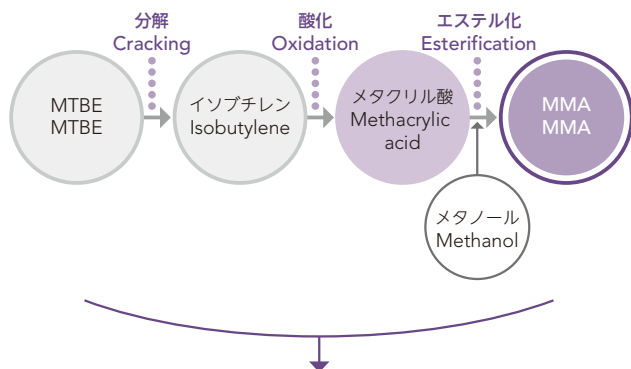 分解
Cracking
酸化
Oxidation
エステル化
Esterification
MTBE
MTBE
イソブチレン
Isobutylene
メタクリル酸
Methacrylic
acid
MMA
MMA
メタノール
Methanol